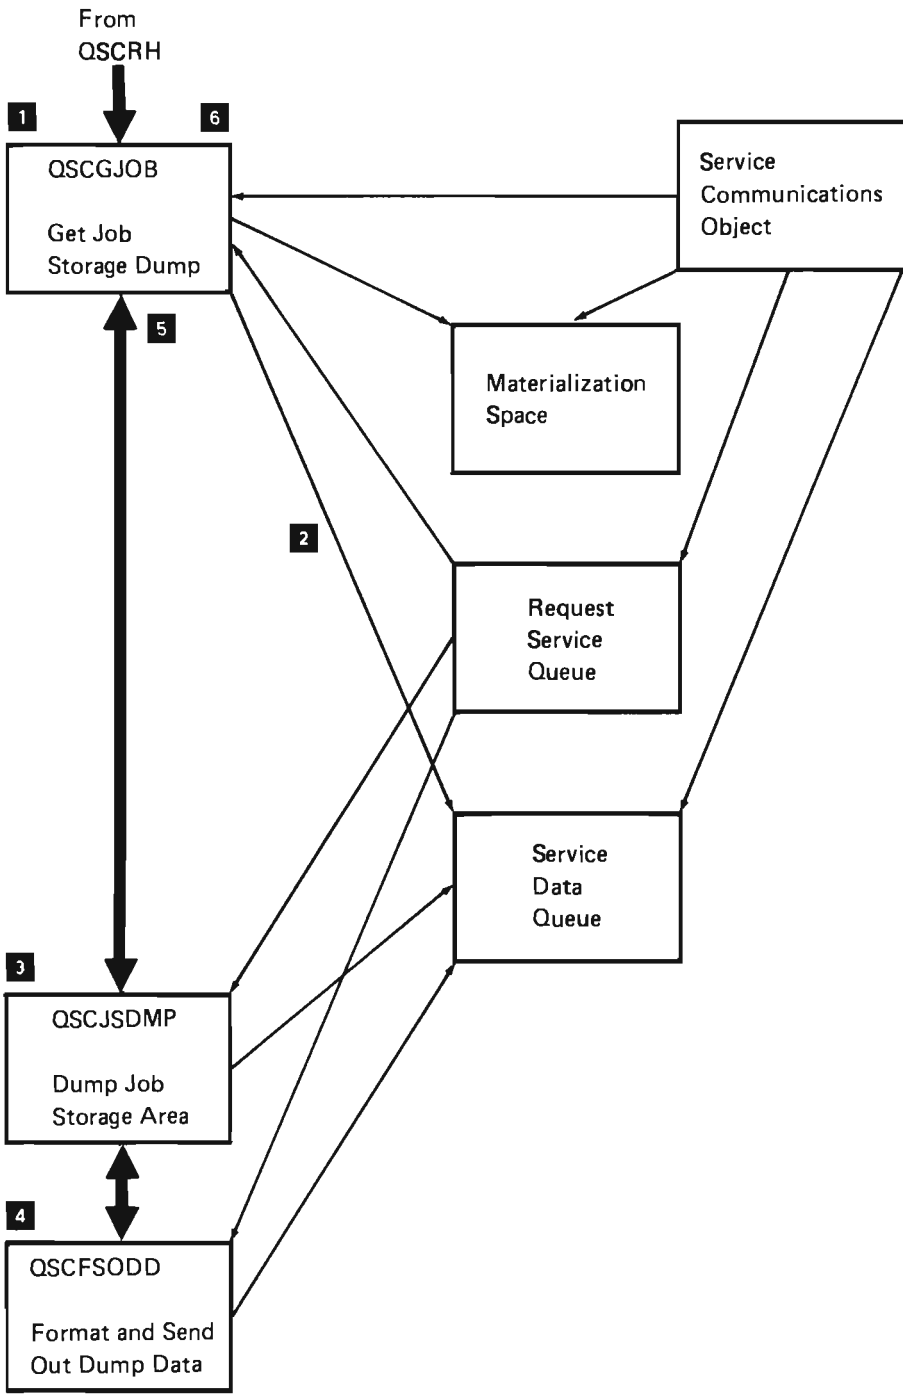 From
QSCRH
1
6
QSCGJOB
Get Job
Storage Dump
Service
Communications
Object
5
Materialization
Space
2
Request
Service
Queue
Service
Data
Queue
3
QSCJSDMP
Dump Job
Storage Area
4
QSCFSODD
Format and Send
Out Dump Data